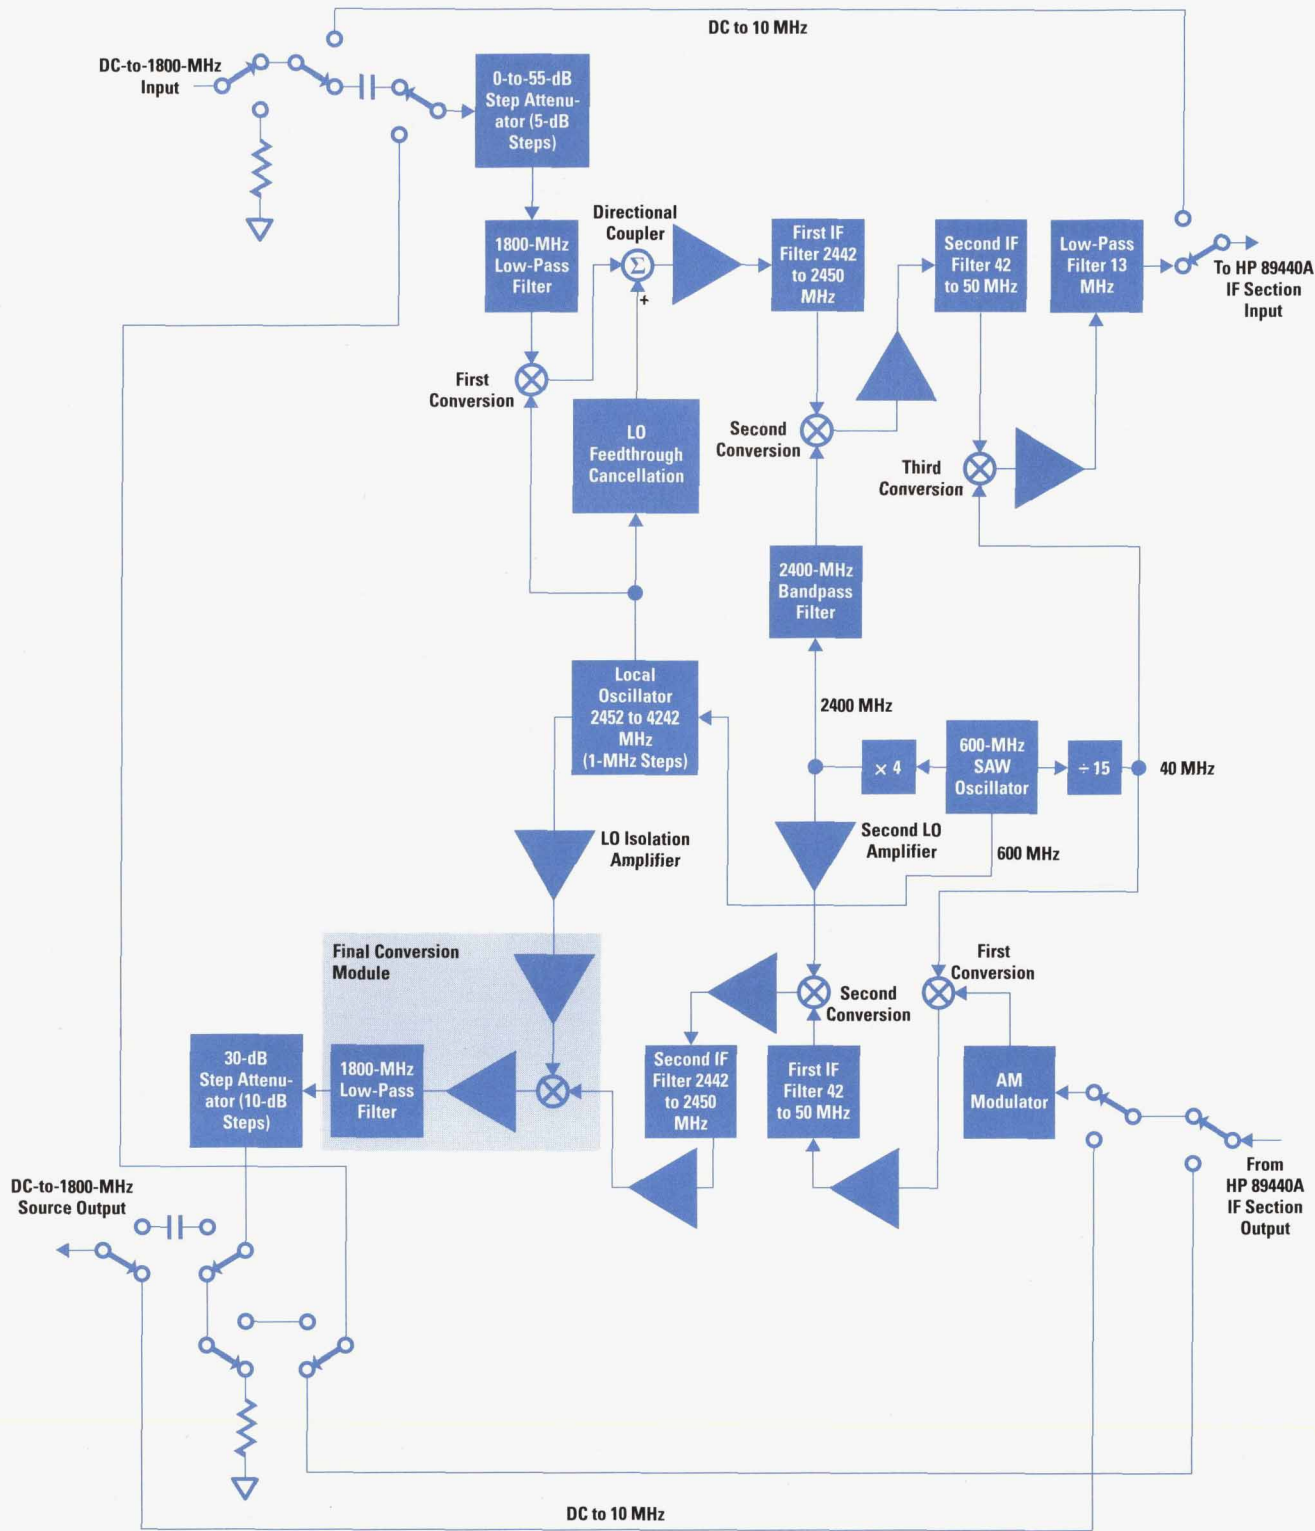 DC to 10 MHz
DC-to-1800-MHz
Input
0-to-55-dB
Step Attenu-
ator (5-dB
Steps)
1800-MHz
Low-Pass
Filter
Directional
Coupler
Σ
+
First IF
Filter 2442
to 2450
MHz
Second IF
Filter 42
to 50 MHz
Low-Pass
Filter 13
MHz
To HP 89440A
IF Section
Input
First
Conversion
LO
Feedthrough
Cancellation
Second
Conversion
Third
Conversion
2400-MHz
Bandpass
Filter
Local
Oscillator
2452 to 4242
MHz
(1-MHz Steps)
2400 MHz
× 4
600-MHz
SAW
Oscillator
÷ 15
40 MHz
LO Isolation
Amplifier
Second LO
Amplifier
600 MHz
Final Conversion
Module
First
Conversion
Second
Conversion
30-dB
Step Attenu-
ator (10-dB
Steps)
1800-MHz
Low-Pass
Filter
Second IF
Filter 2442
to 2450
MHz
First IF
Filter 42
to 50 MHz
AM
Modulator
From
HP 89440A
IF Section
Output
DC-to-1800-MHz
Source Output
DC to 10 MHz